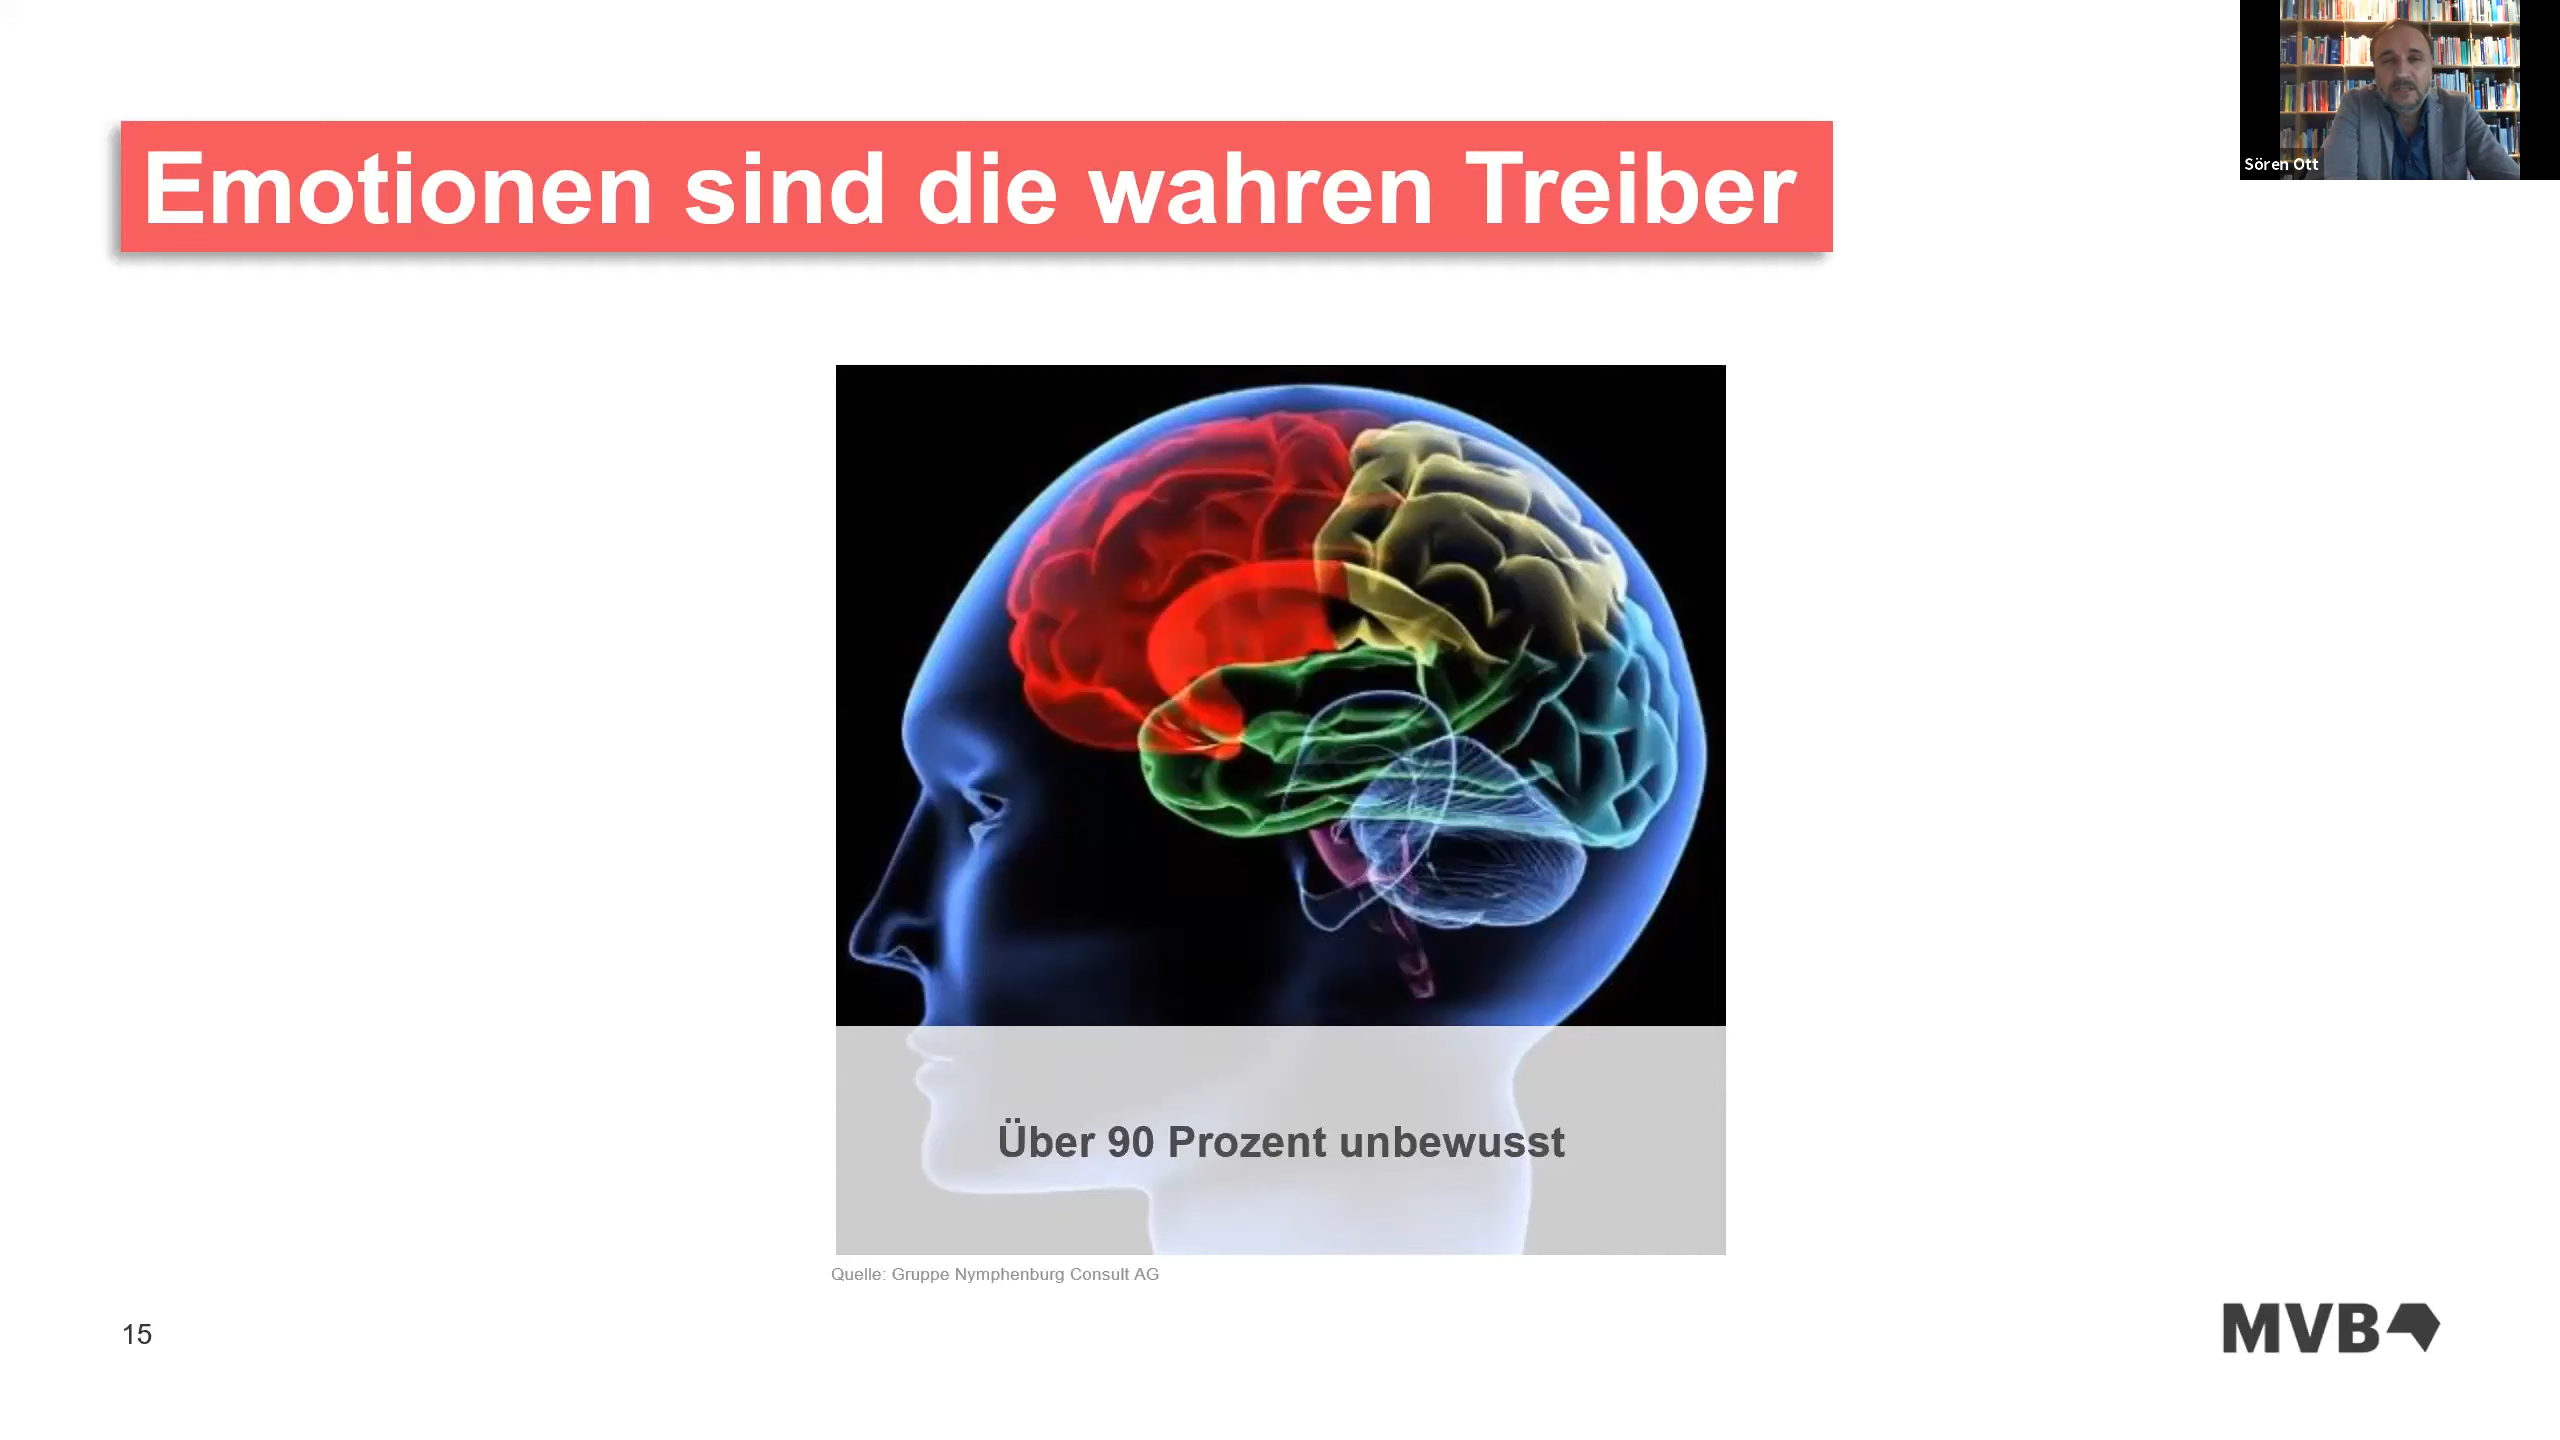 Emotionen sind die wahren Treiber
Sören Ott
Über 90 Prozent unbewusst
Quelle: Gruppe Nymphenburg Consult AG
15
MVB